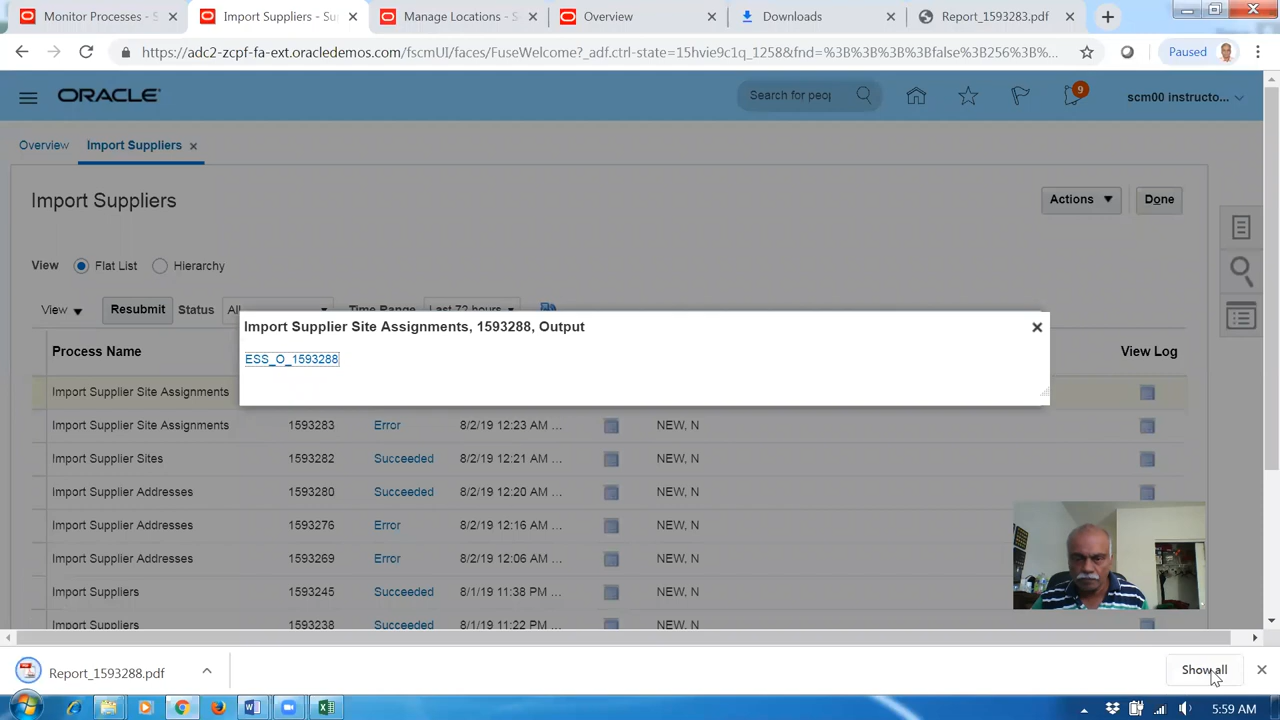 Monitor Processes - S
Import Suppliers - Su
Manage Locations - S
Overview
Downloads
Report_1593283.pdf
https://adc2-zcpf-fa-ext.oracledemos.com/fscmUI/faces/FuseWelcome?_adf.ctrl-state=15hvie9c1q_1258&fnd=%3B%3B%3B%3Bfalse%3B256%3B%3B%3...
Paused
ORACLE
Search for peop
9
scm00 instructo...
Overview
Import Suppliers
Import Suppliers
Actions
Done
View
Flat List
Hierarchy
View
Resubmit
Status
All
Time Range
Last 72 hours
Import Supplier Site Assignments, 1593288, Output
ESS_O_1593288
Process Name
View Log
Import Supplier Site Assignments
Import Supplier Site Assignments 1593283 Error 8/2/19 12:23 AM ... NEW, N
Import Supplier Sites 1593282 Succeeded 8/2/19 12:21 AM ... NEW, N
Import Supplier Addresses 1593280 Succeeded 8/2/19 12:20 AM ... NEW, N
Import Supplier Addresses 1593276 Error 8/2/19 12:16 AM ... NEW, N
Import Supplier Addresses 1593269 Error 8/2/19 12:06 AM ... NEW, N
Import Suppliers 1593245 Succeeded 8/1/19 11:38 PM ... NEW, N
Import Suppliers 1593238 Succeeded 8/1/19 11:22 PM ... NEW, N
Report_1593288.pdf
Show all
5:59 AM